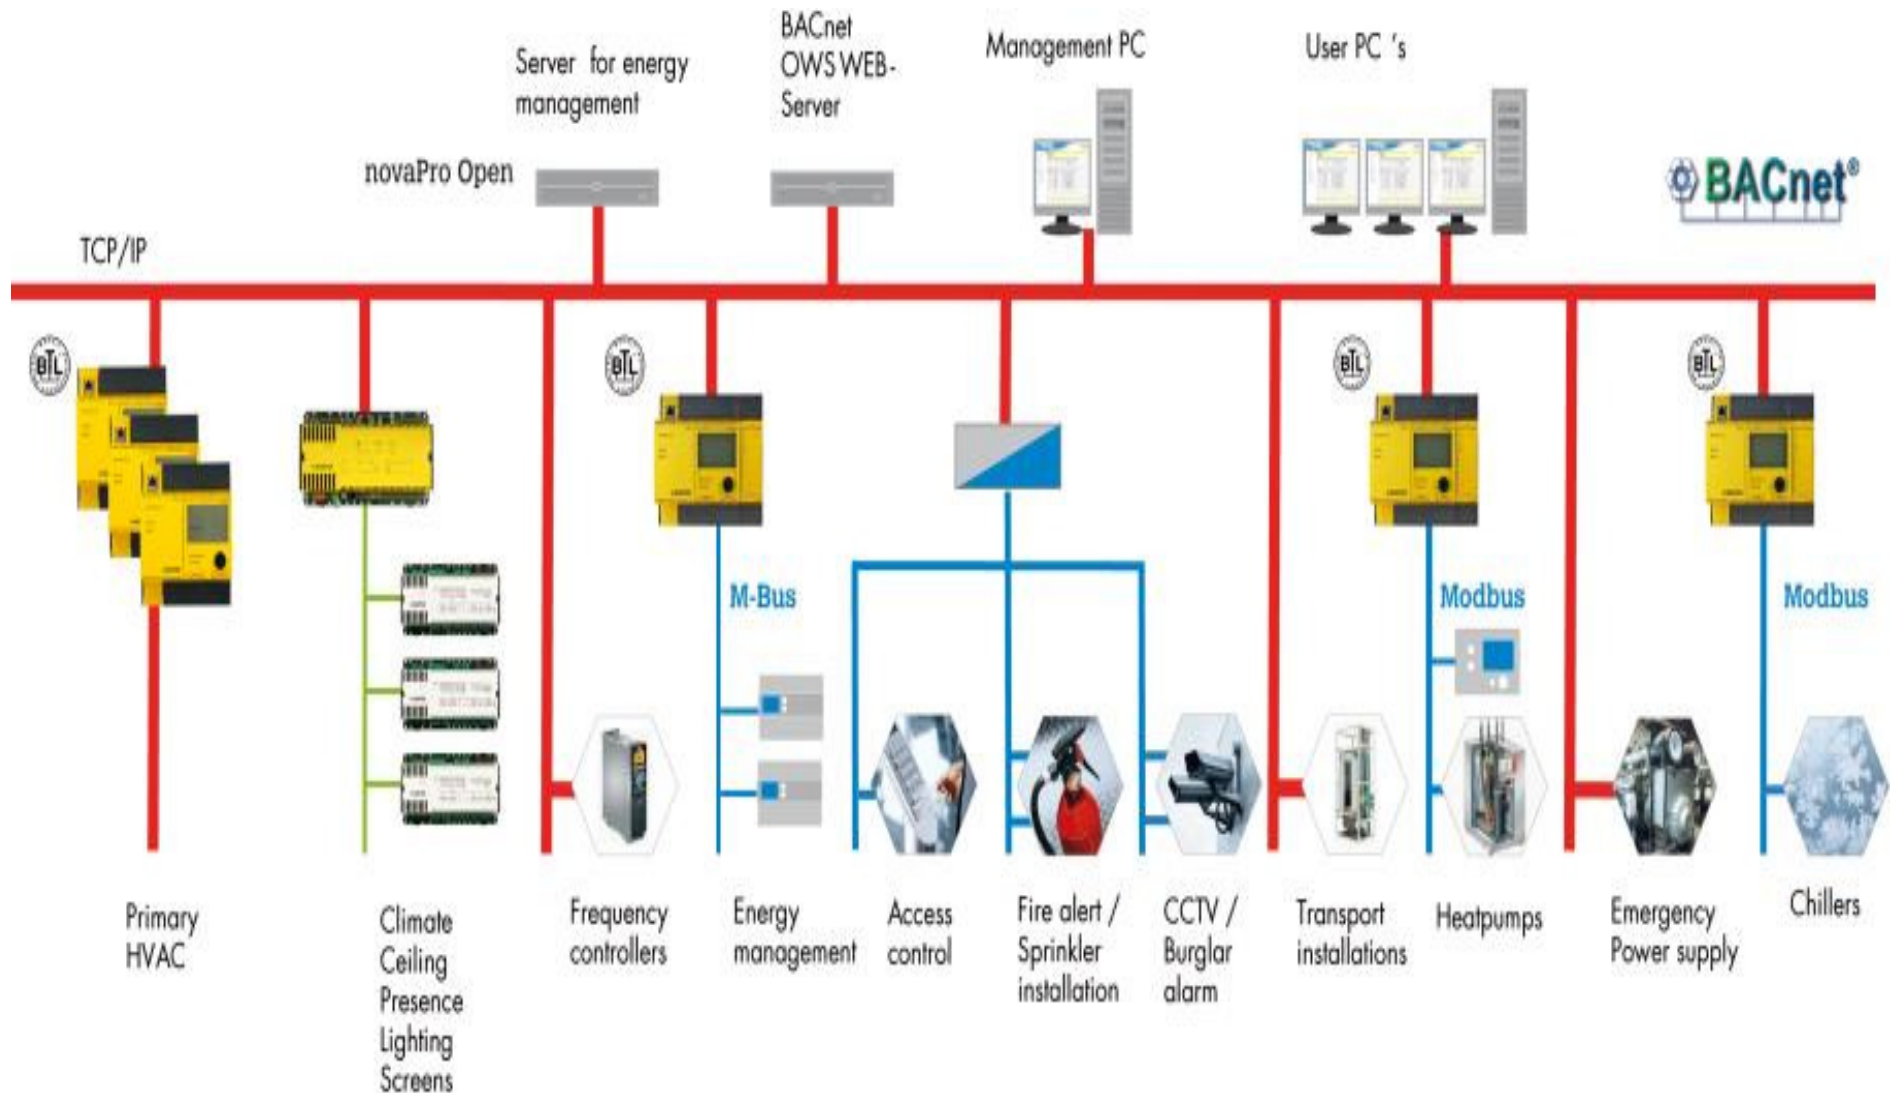 Server for energy
management
BACnet
OWS WEB-
Server
Management PC
User PC 's
novaPro Open
BACnet®
TCP/IP
BTL
BTL
BTL
BTL
M-Bus
Modbus
Modbus
Primary
HVAC
Climate
Ceiling
Presence
Lighting
Screens
Frequency
controllers
Energy
management
Access
control
Fire alert /
Sprinkler
installation
CCTV /
Burglar
alarm
Transport
installations
Heatpumps
Emergency
Power supply
Chillers